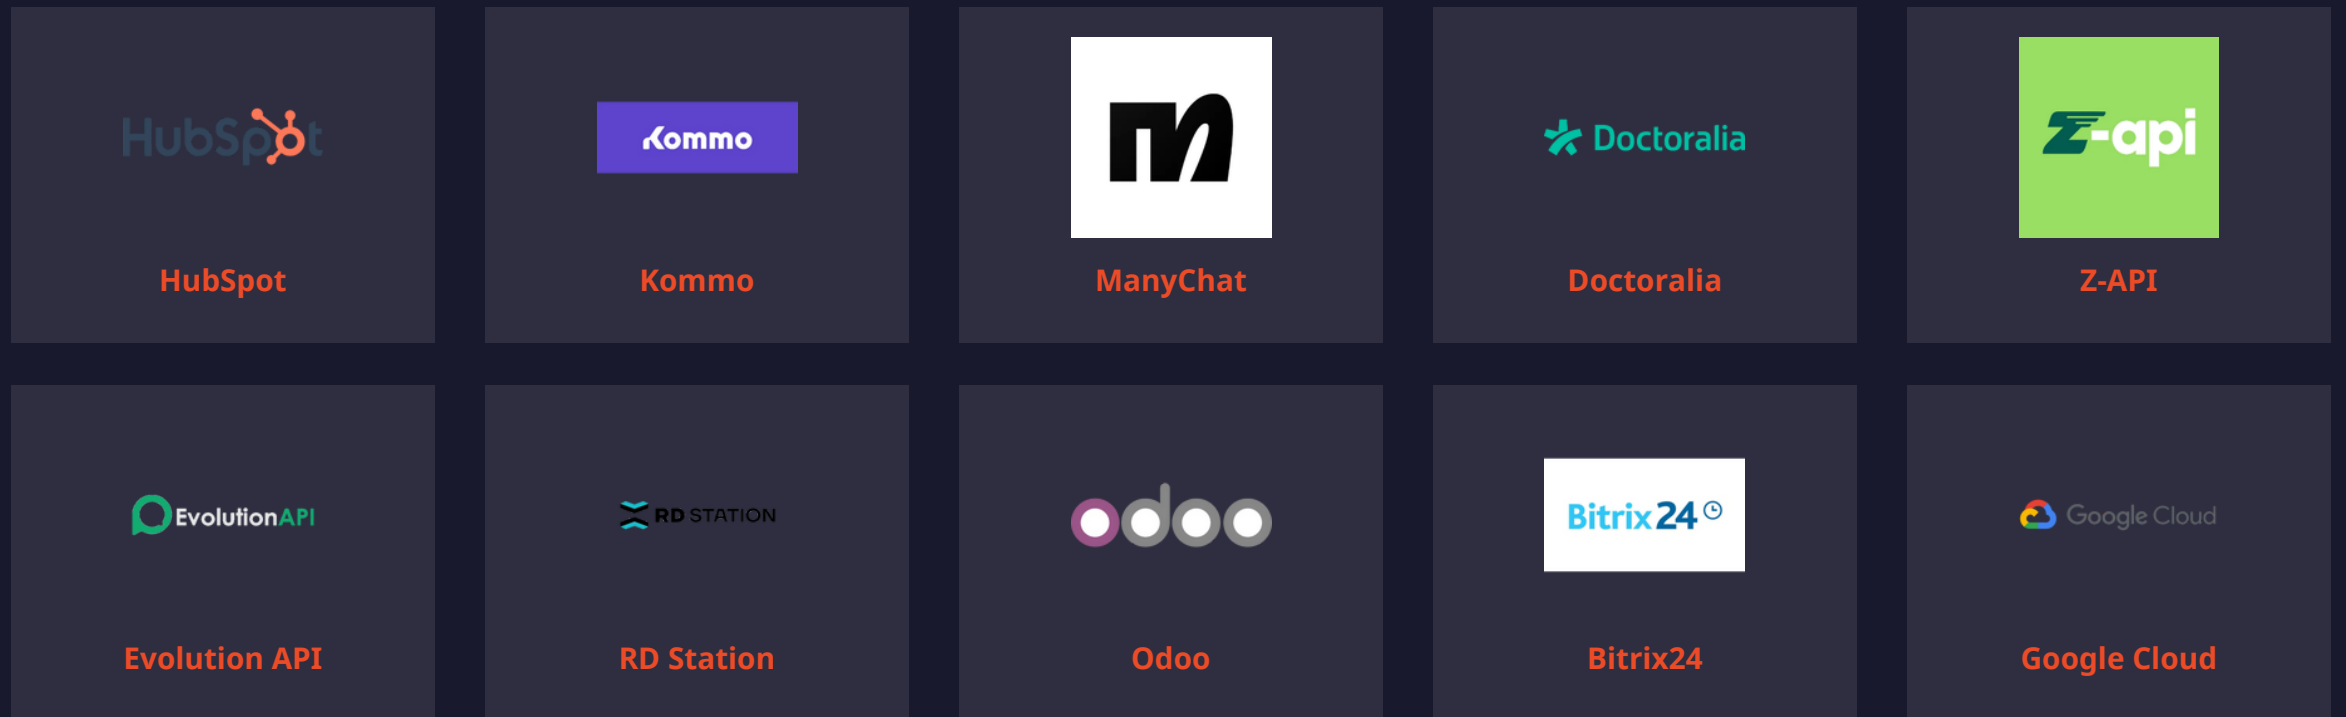 HubSpot
Kommo
m
Doctoralia
Z-api
HubSpot
Kommo
ManyChat
Doctoralia
Z-API
EvolutionAPI
RD STATION
odoo
Bitrix24
Google Cloud
Evolution API
RD Station
Odoo
Bitrix24
Google Cloud